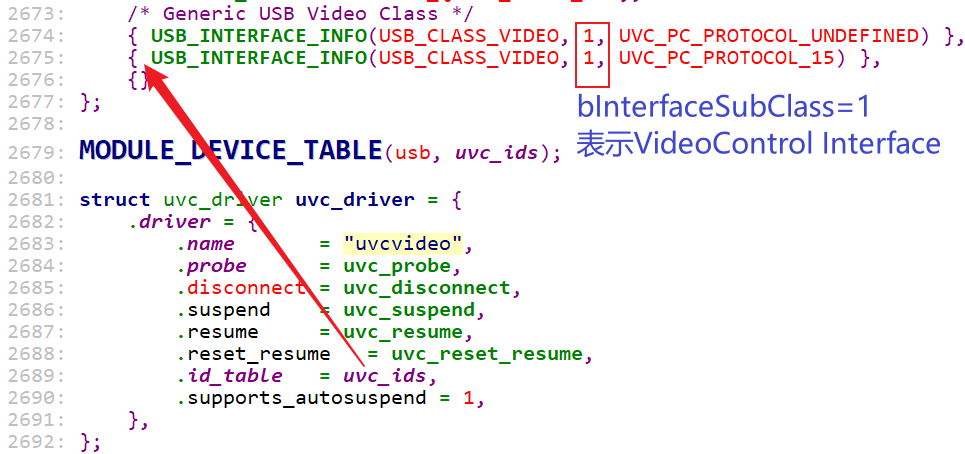 2673:     /* Generic USB Video Class */
2674:     { USB_INTERFACE_INFO(USB_CLASS_VIDEO, 1, UVC_PC_PROTOCOL_UNDEFINED) },
2675:     { USB_INTERFACE_INFO(USB_CLASS_VIDEO, 1, UVC_PC_PROTOCOL_15) },
2676:     {}
2677: };
bInterfaceSubClass=1
2678:
表示VideoControl Interface
2679: MODULE_DEVICE_TABLE(usb, uvc_ids);
2680:
2681: struct uvc_driver uvc_driver = {
2682:     .driver = {
2683:         .name       = "uvcvideo",
2684:         .probe      = uvc_probe,
2685:         .disconnect = uvc_disconnect,
2686:         .suspend    = uvc_suspend,
2687:         .resume     = uvc_resume,
2688:         .reset_resume   = uvc_reset_resume,
2689:         .id_table   = uvc_ids,
2690:         .supports_autosuspend = 1,
2691:     },
2692: };